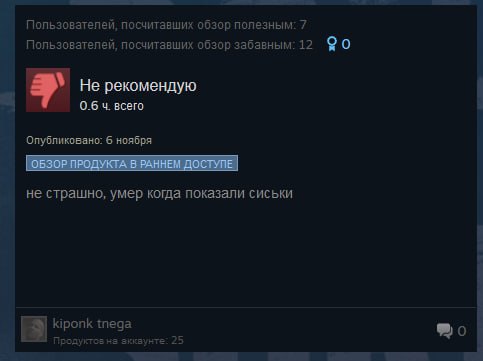 Пользователей, посчитавших обзор полезным: 7
Пользователей, посчитавших обзор забавным: 12 0
Не рекомендую
0.6 ч. всего
Опубликовано: 6 ноября
ОБЗОР ПРОДУКТА В РАННЕМ ДОСТУПЕ
не страшно, умер когда показали сиськи
kiponk tnega
Продуктов на аккаунте: 25
0